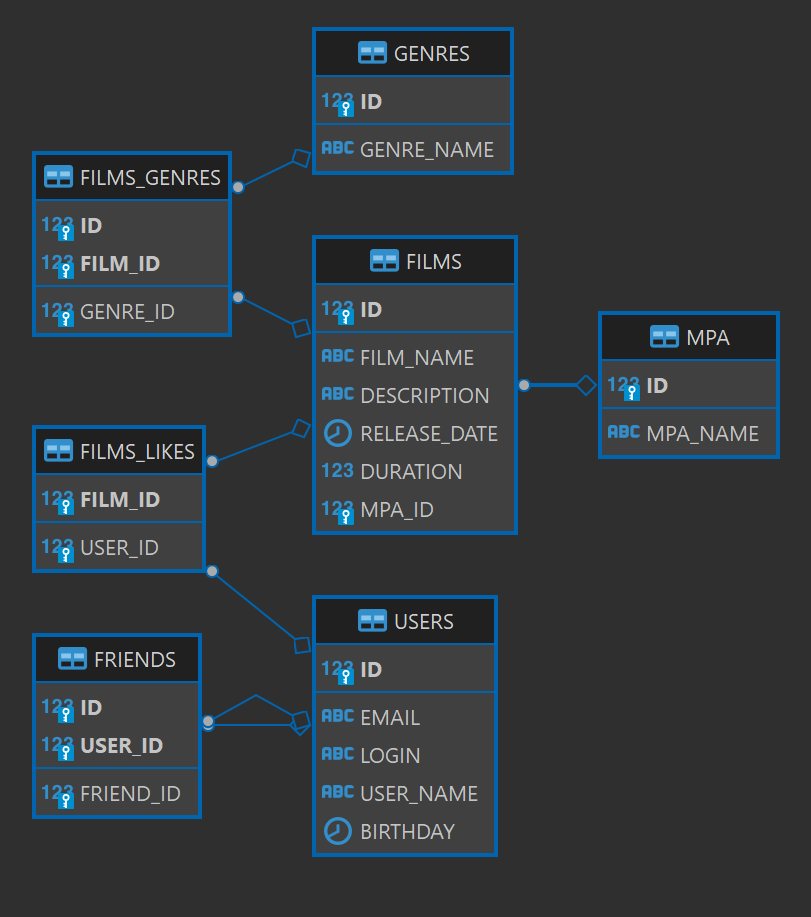 GENRES
123 ID
ABC GENRE_NAME
FILMS_GENRES
123 ID
123 FILM_ID
123 GENRE_ID
FILMS
123 ID
ABC FILM_NAME
ABC DESCRIPTION
RELEASE_DATE
123 DURATION
123 MPA_ID
MPA
123 ID
ABC MPA_NAME
FILMS_LIKES
123 FILM_ID
123 USER_ID
USERS
123 ID
ABC EMAIL
ABC LOGIN
ABC USER_NAME
BIRTHDAY
FRIENDS
123 ID
123 USER_ID
123 FRIEND_ID